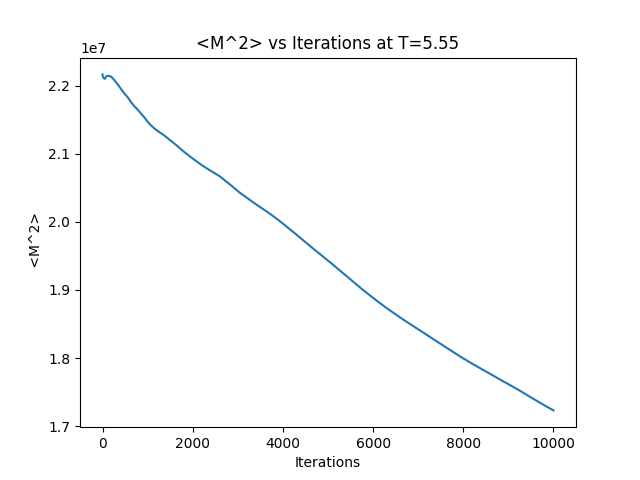 <M^2> vs Iterations at T=5.55
1e7
2.2
2.1
2.0
1.9
1.8
1.7
<M^2>
0 2000 4000 6000 8000 10000
Iterations